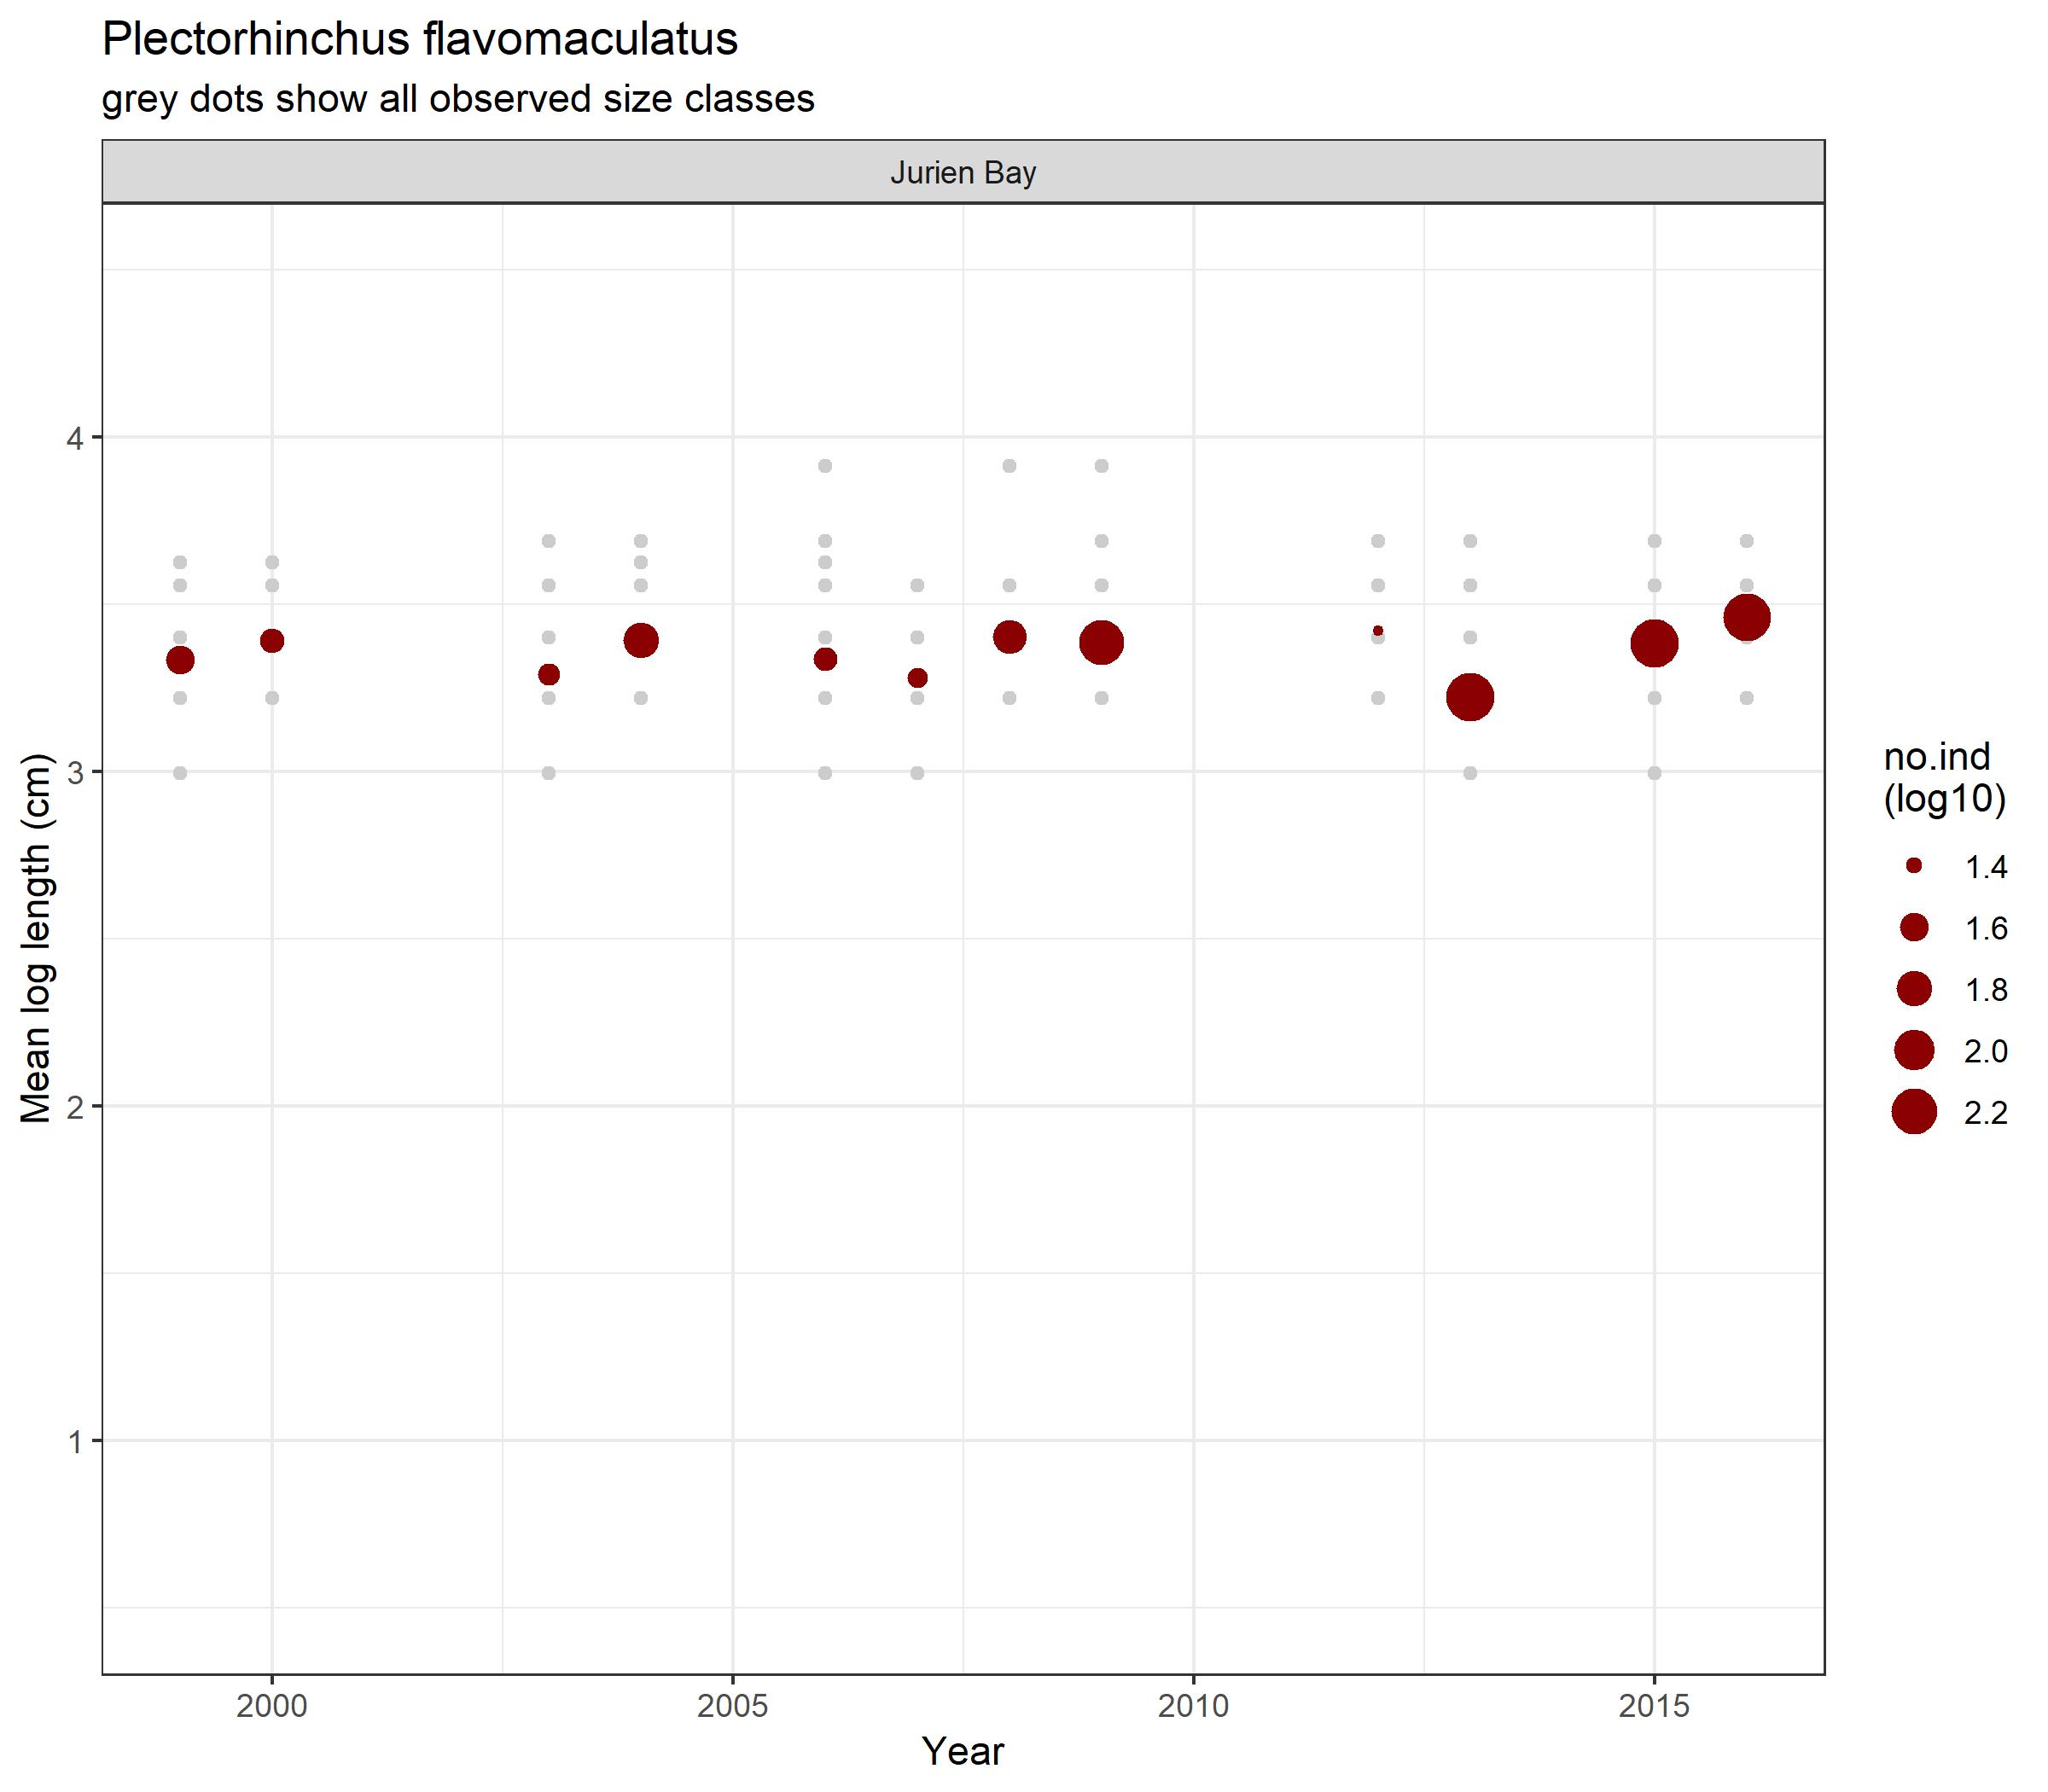 Plectorhinchus flavomaculatus
grey dots show all observed size classes
Jurien Bay
Mean log length (cm)
4
3
2
1
2000
2005
2010
2015
Year
no.ind
(log10)
1.4
1.6
1.8
2.0
2.2